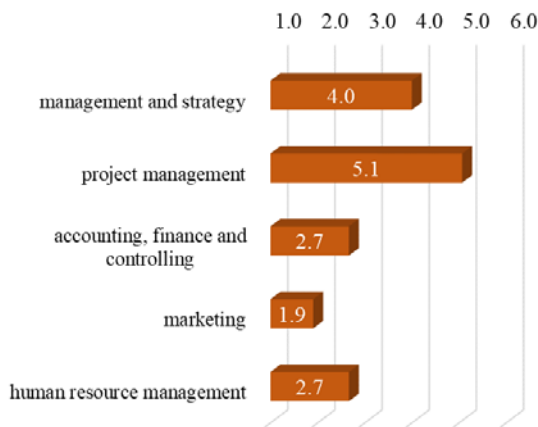 1.0 2.0 3.0 4.0 5.0 6.0
management and strategy 4.0
project management 5.1
accounting, finance and
controlling 2.7
marketing 1.9
human resource management 2.7